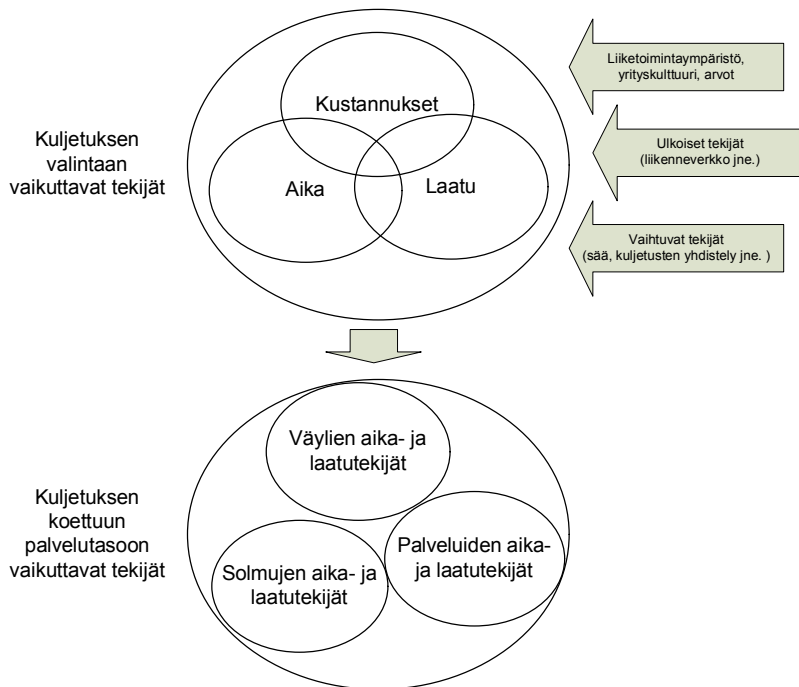 Kuljetuksen
valintaan
vaikuttavat tekijät
Kustannukset
Aika
Laatu
Liiketoimintaympäristö,
yrityskulttuuri, arvot
Ulkoiset tekijät
(liikenneverkko jne.)
Vaihtuvat tekijät
(sää, kuljetusten yhdistely jne. )
Kuljetuksen
koettuun
palvelutasoon
vaikuttavat tekijät
Väylien aika- ja
laatutekijät
Solmujen aika- ja
laatutekijät
Palveluiden aika-
ja laatutekijät